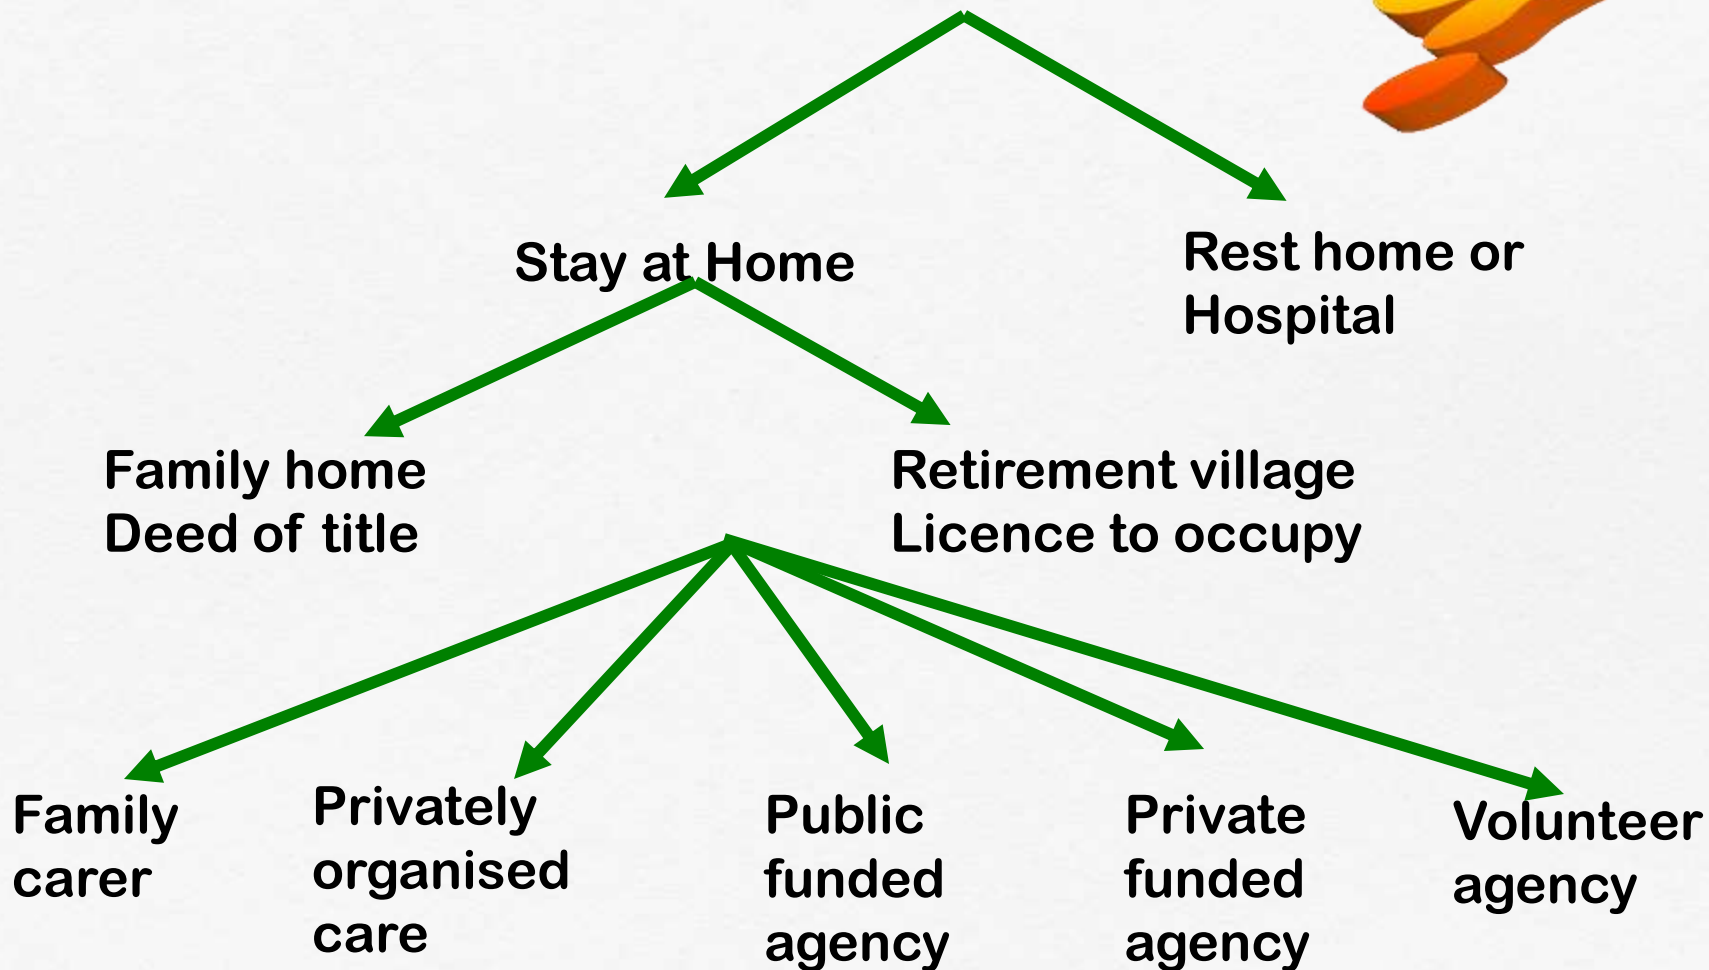 Stay at Home
Rest home or
Hospital
Family home
Deed of title
Retirement village
Licence to occupy
Family
carer
Privately
organised
care
Public
funded
agency
Private
funded
agency
Volunteer
agency